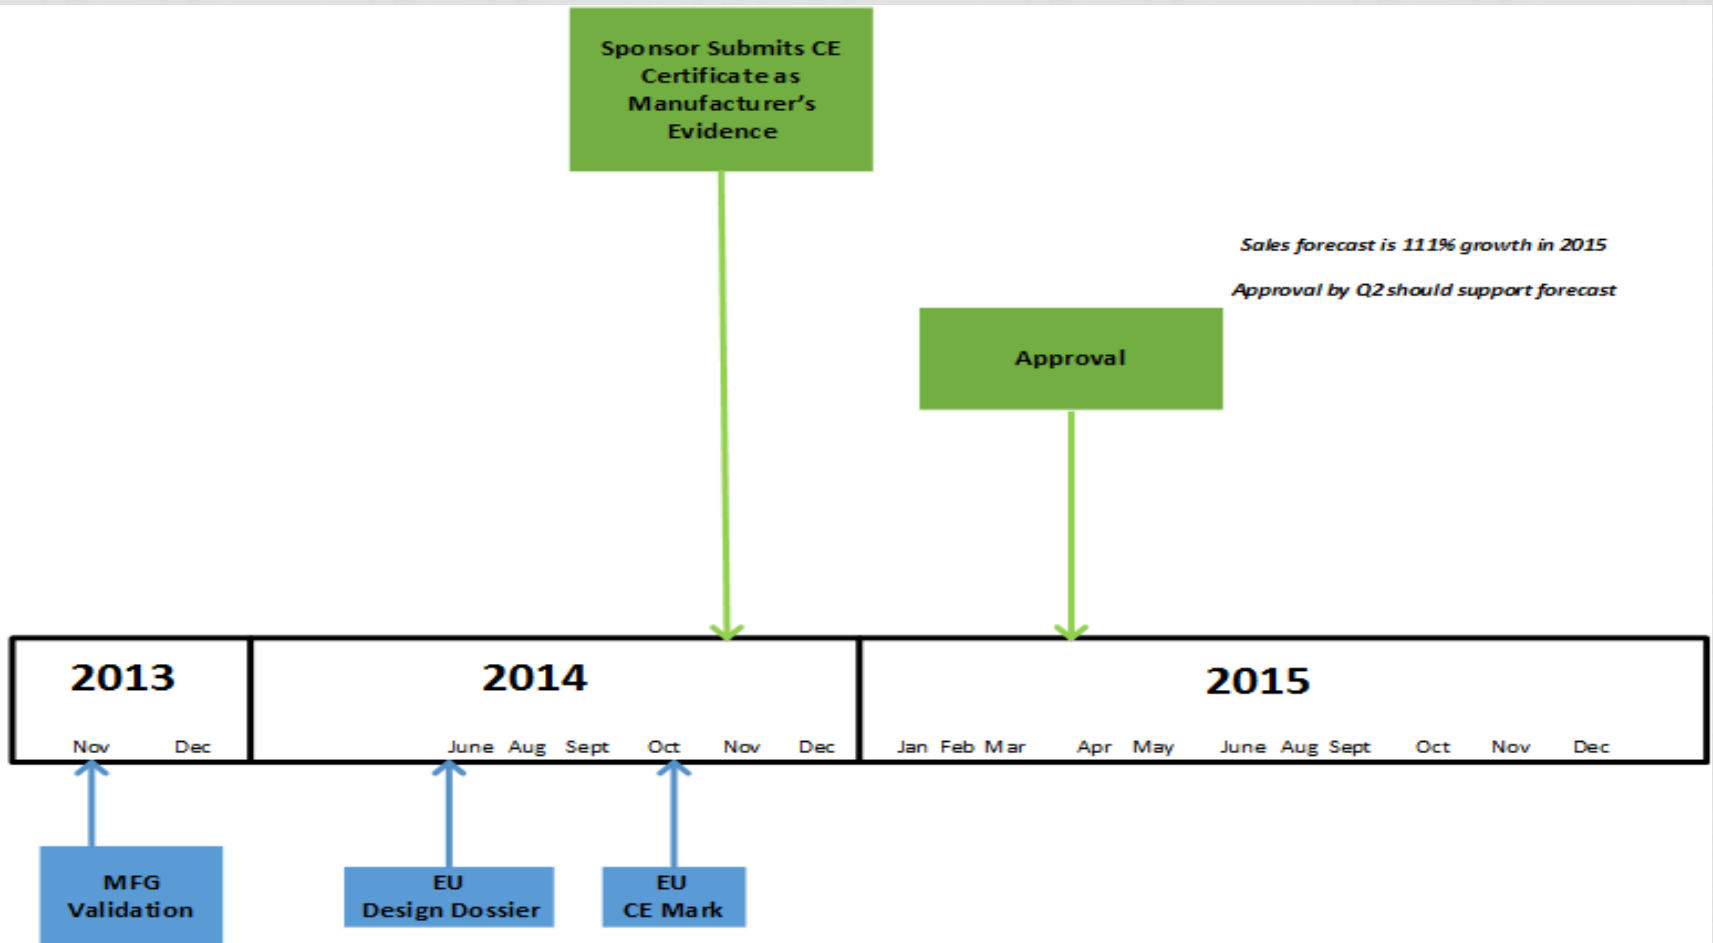 Sponsor Submits CE
Certificate as
Manufacturer's
Evidence
Sales forecast is 111% growth in 2015
Approval by Q2 should support forecast
Approval
2013
2014
2015
Nov Dec
June Aug Sept Oct Nov Dec
Jan Feb Mar Apr May June Aug Sept Oct Nov Dec
MFG
Validation
EU
Design Dossier
EU
CE Mark